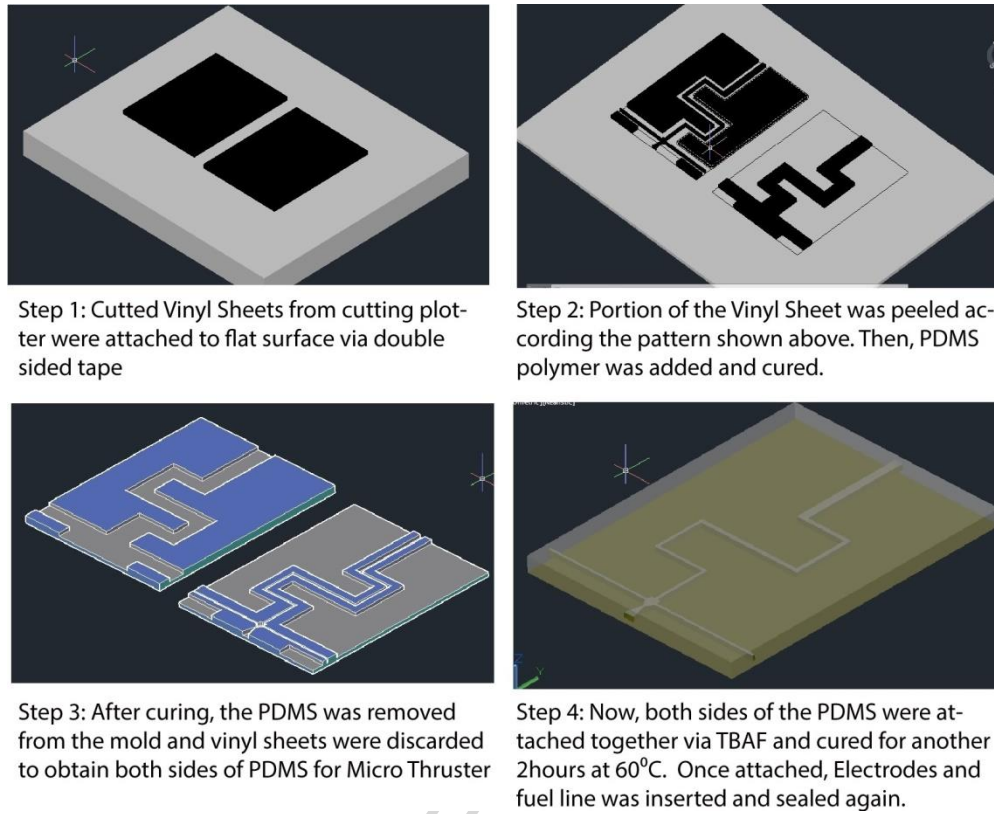 Step 1: Cutted Vinyl Sheets from cutting plot-
ter were attached to flat surface via double
sided tape
Step 2: Portion of the Vinyl Sheet was peeled ac-
cording the pattern shown above. Then, PDMS
polymer was added and cured.
Step 3: After curing, the PDMS was removed
from the mold and vinyl sheets were discarded
to obtain both sides of PDMS for Micro Thruster
Z
Y
Step 4: Now, both sides of the PDMS were at-
tached together via TBAF and cured for another
2hours at 60⁰C.  Once attached, Electrodes and
fuel line was inserted and sealed again.